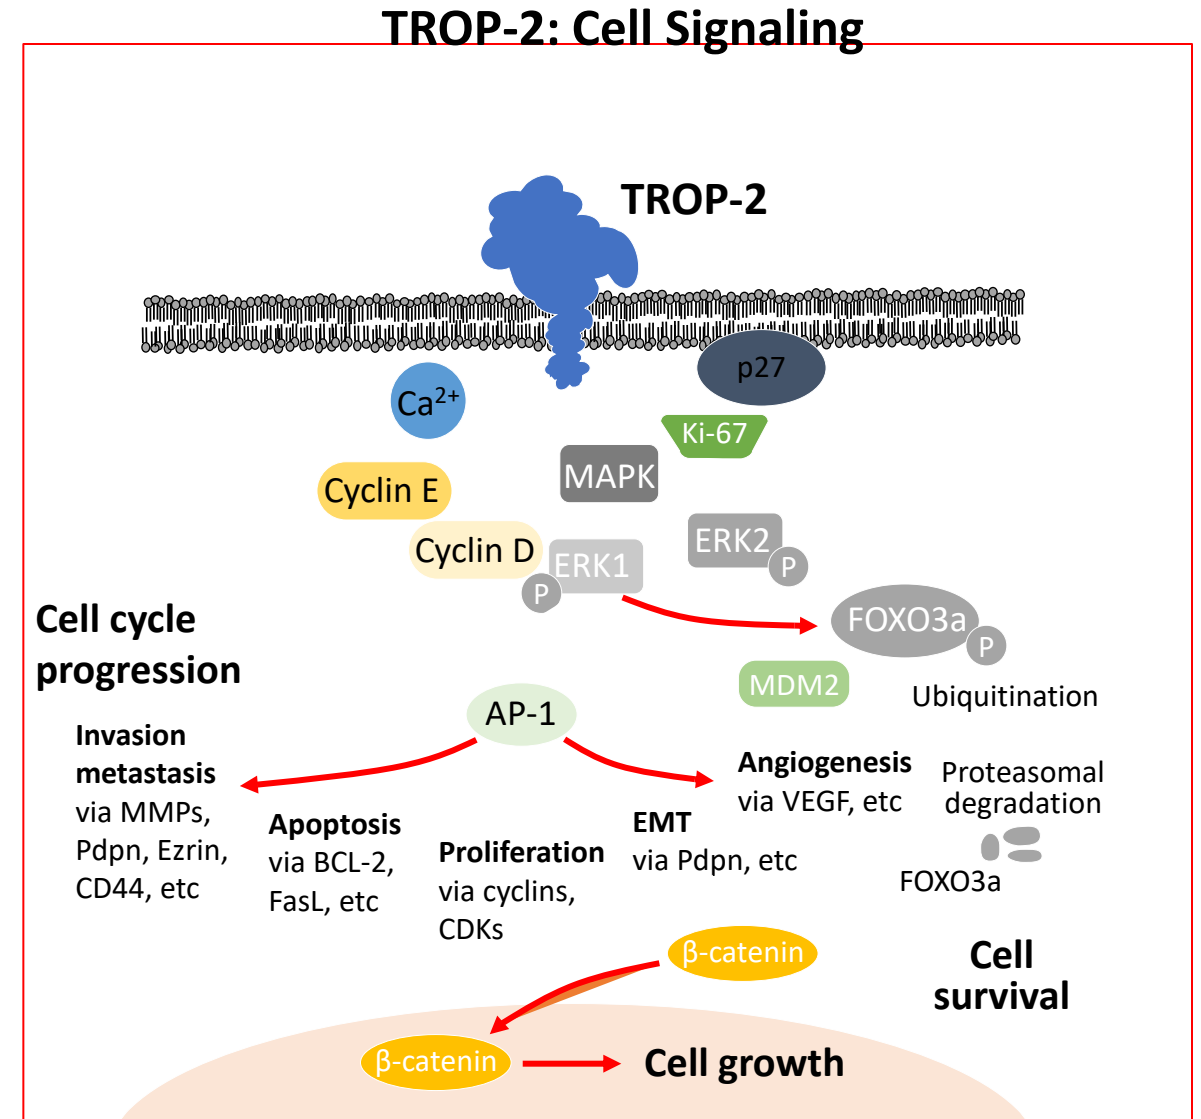 TROP-2: Cell Signaling
TROP-2
p27
Ca²⁺
Ki-67
MAPK
Cyclin E
ERK2
P
Cyclin D
ERK1
P
FOXO3a
P
Cell cycle
progression
MDM2
Ubiquitination
AP-1
Invasion
metastasis
via MMPs,
Pdpn, Ezrin,
CD44, etc
Apoptosis
via BCL-2,
FasL, etc
Proliferation
via cyclins,
CDKs
EMT
via Pdpn, etc
Angiogenesis
via VEGF, etc
Proteasomal
degradation
FOXO3a
β-catenin
Cell
survival
β-catenin
Cell growth